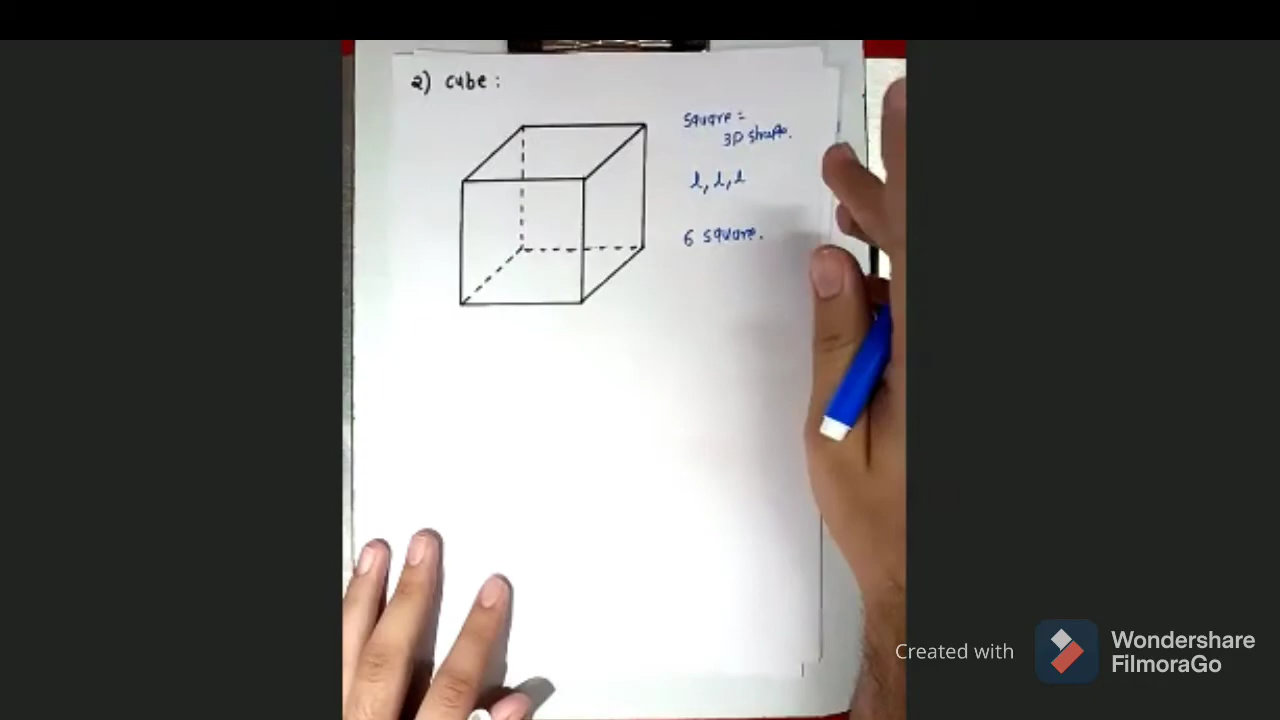 2) cube :
square =
3D shape.
l, l, l
6 square.
Created with
Wondershare
FilmoraGo